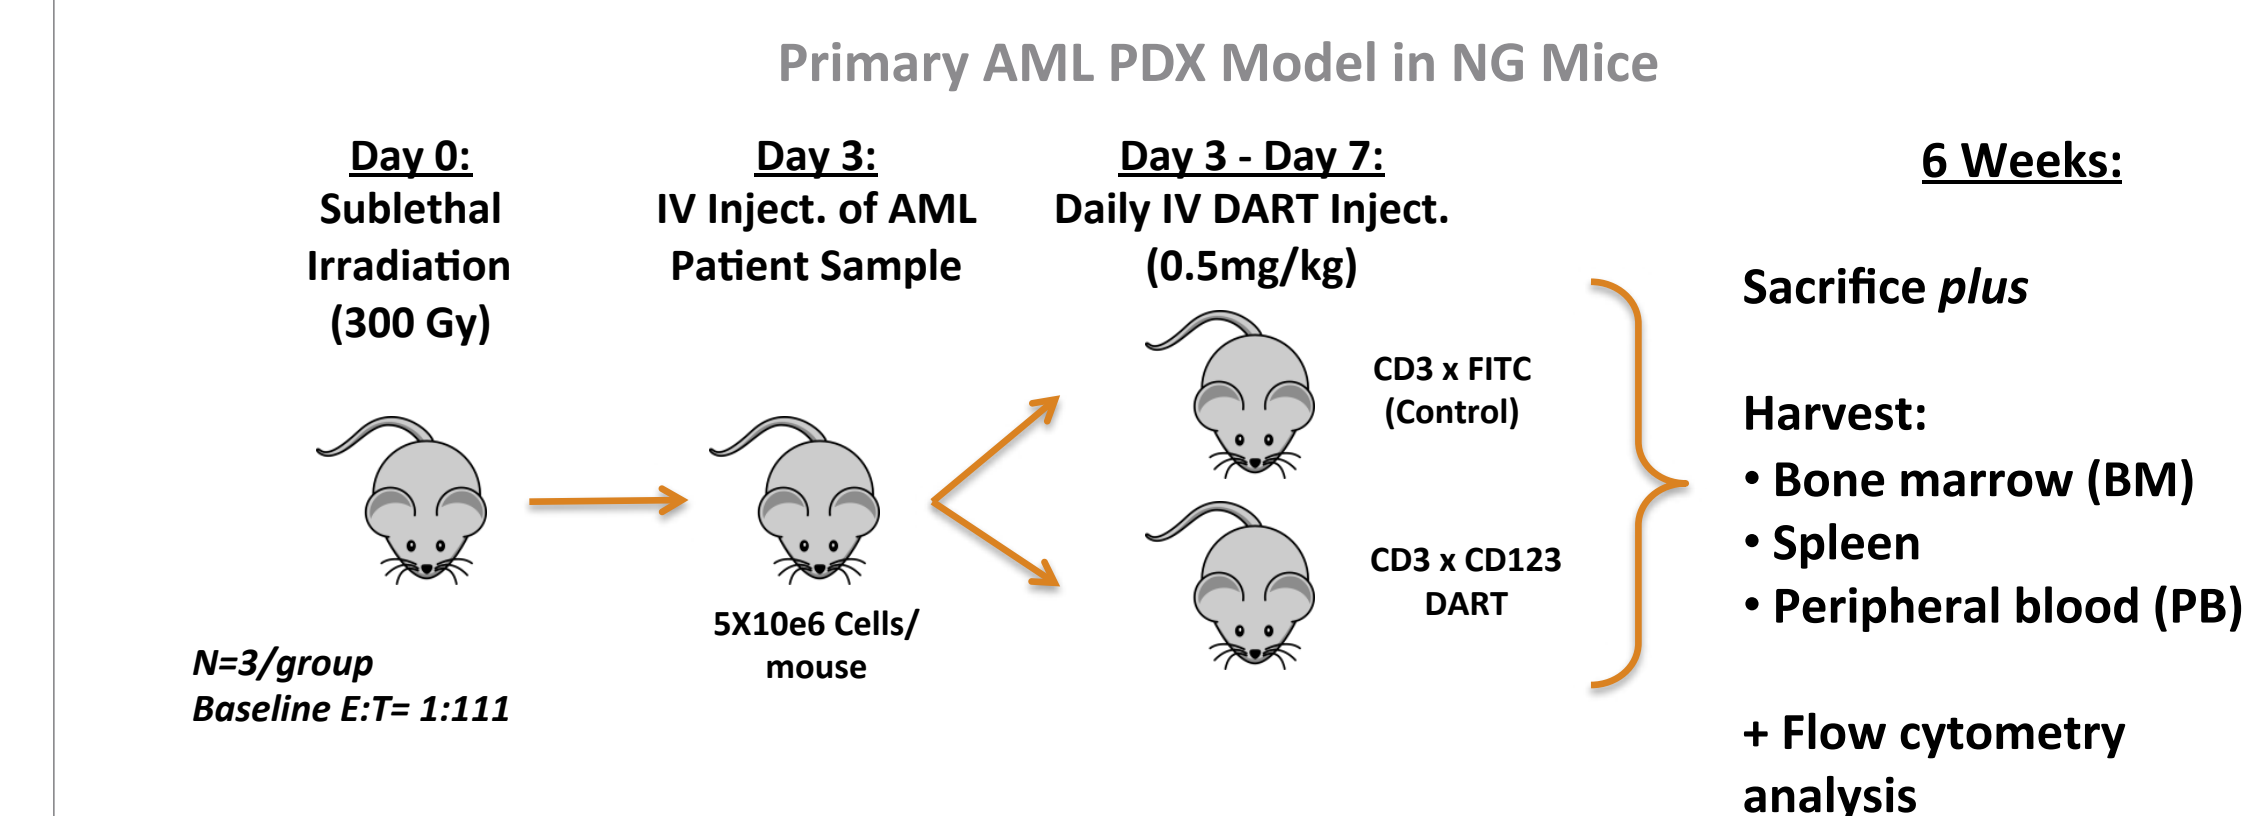 Primary AML PDX Model in NG Mice
Day 0:
Sublethal
Irradiation
(300 Gy)
Day 3:
IV Inject. of AML
Patient Sample
Day 3 - Day 7:
Daily IV DART Inject.
(0.5mg/kg)
CD3 x FITC
(Control)
CD3 x CD123
DART
5X10e6 Cells/
mouse
N=3/group
Baseline E:T= 1:111
6 Weeks:
Sacrifice plus
Harvest:
• Bone marrow (BM)
• Spleen
• Peripheral blood (PB)
+ Flow cytometry
analysis